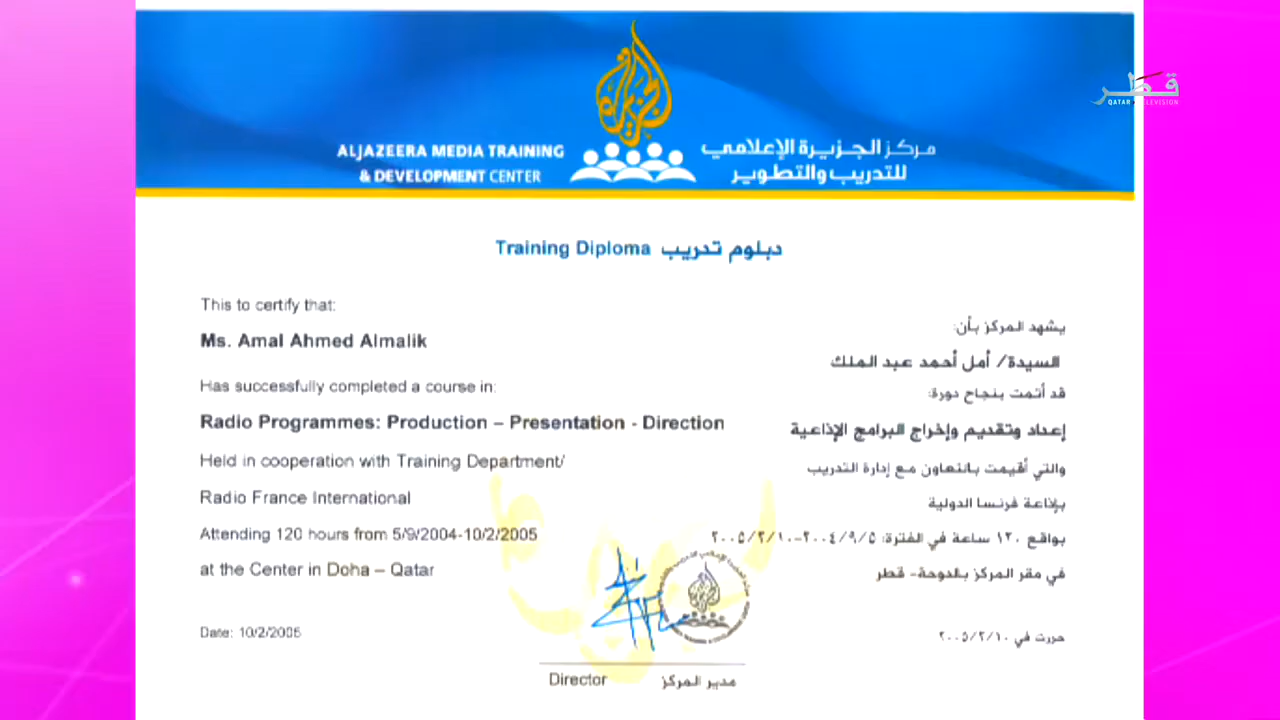 قطر
QATAR TELEVISION
ALJAZEERA MEDIA TRAINING
& DEVELOPMENT CENTER
مركز الجزيرة الإعلامي
للتدريب والتطوير
Training Diploma دبلوم تدريب
This to certify that:
Ms. Amal Ahmed Almalik
Has successfully completed a course in:
Radio Programmes: Production – Presentation - Direction
Held in cooperation with Training Department/
Radio France International
Attending 120 hours from 5/9/2004-10/2/2005
at the Center in Doha – Qatar
Date: 10/2/2005
يشهد المركز بأن:
السيدة/ أمل أحمد عبد الملك
قد أتمت بنجاح دورة:
إعداد وتقديم وإخراج البرامج الإذاعية
والتي أقيمت بالتعاون مع إدارة التدريب
بإذاعة فرنسا الدولية
بواقع ١٢٠ ساعة في الفترة: ٢٠٠٤/٩/٥-٢٠٠٥/٢/١٠
في مقر المركز بالدوحة- قطر
حررت في ٢٠٠٥/٢/١٠
Director مدير المركز